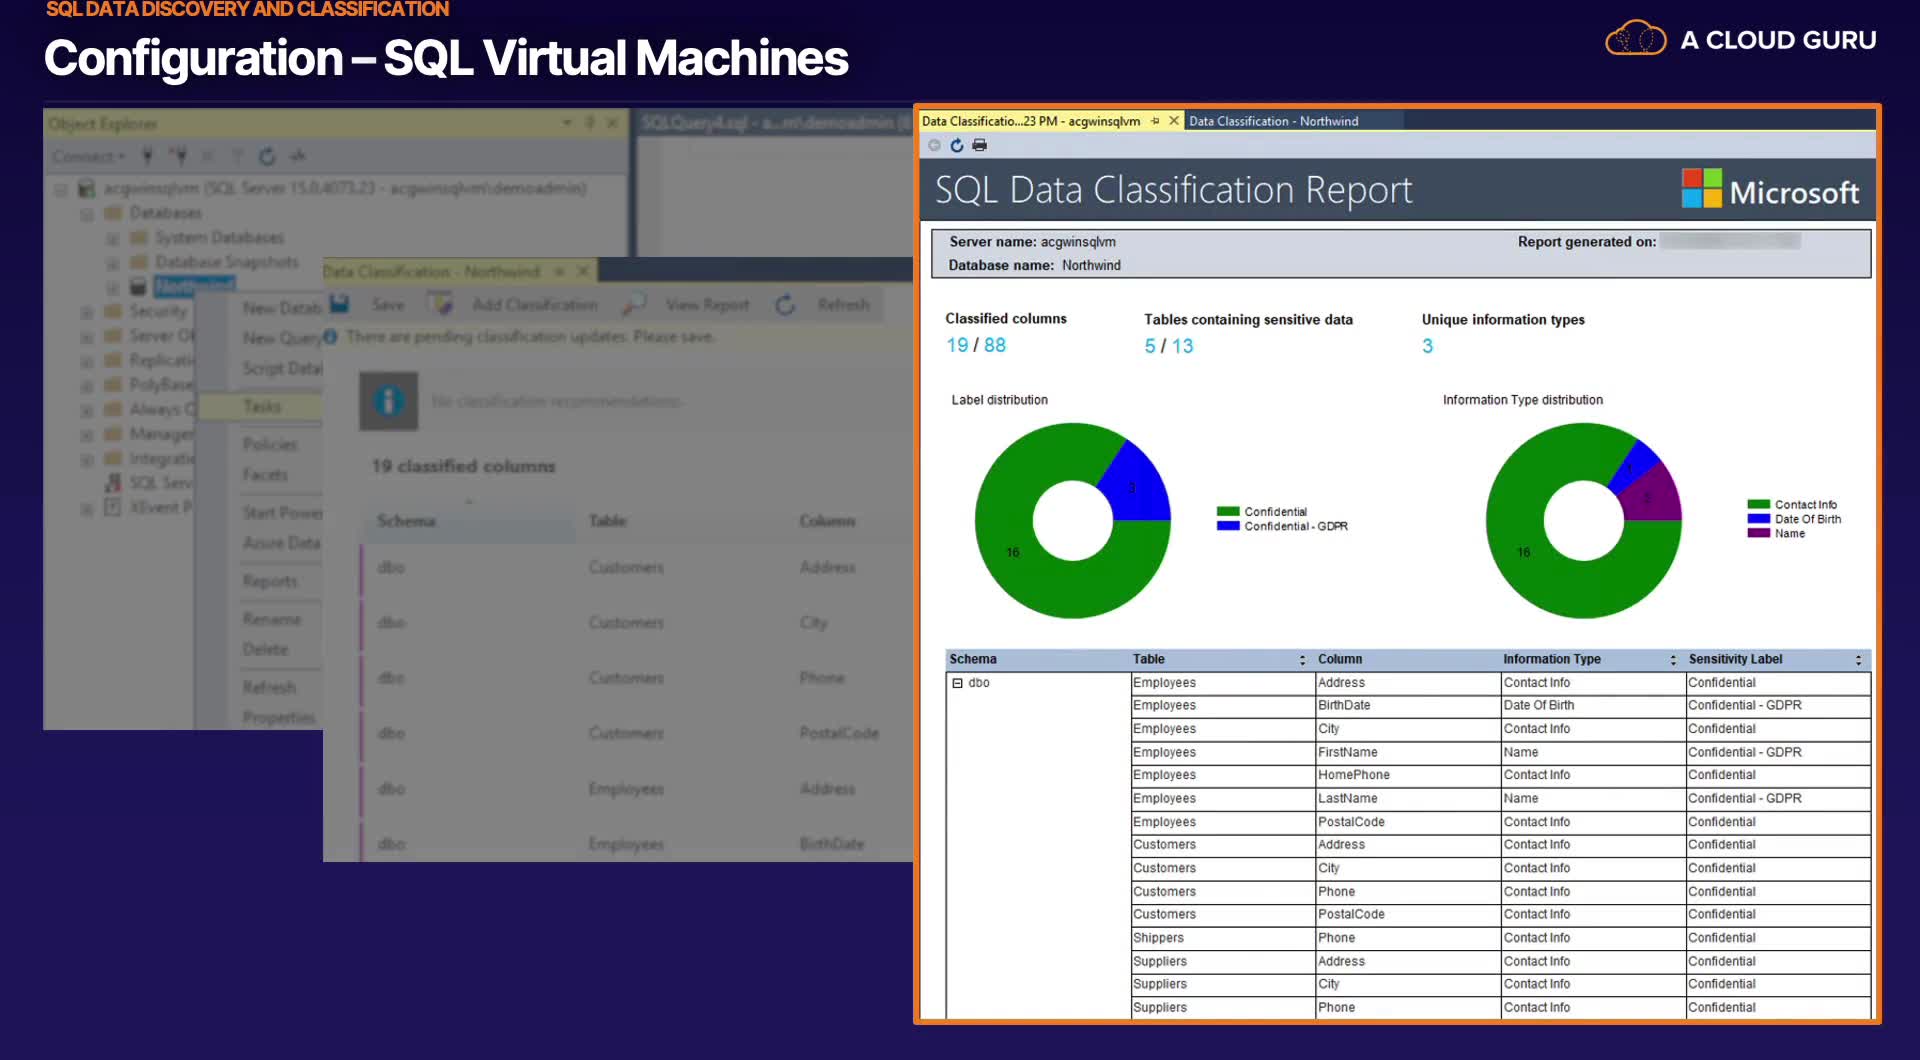 SQL DATA DISCOVERY AND CLASSIFICATION
Configuration – SQL Virtual Machines
A CLOUD GURU
Object Explorer
SQLQuery4.sql - a...m\demoadmin
Connect
acgwinsqlvm (SQL Server 15.0.4073.23 - acgwinsqlvm\demoadmin)
Databases
System Databases
Database Snapshots
Northwind
Security
Server Ob
Replicati
PolyBase
Always O
Manager
Integratio
SQL Serv
XEvent P
New Datab
New Query
Script Datal
Tasks
Policies
Facets
Start Power
Azure Data
Reports
Rename
Delete
Refresh
Properties
Data Classification - Northwind
Save Add Classification View Report Refresh
There are pending classification updates. Please save.
No classification recommendations.
19 classified columns
Schema Table Column
dbo Customers Address
dbo Customers City
dbo Customers Phone
dbo Customers PostalCode
dbo Employees Address
dbo Employees BirthDate
Data Classificatio...23 PM - acgwinsqlvm Data Classification - Northwind
SQL Data Classification Report
Microsoft
Server name: acgwinsqlvm Report generated on:
Database name: Northwind
Classified columns Tables containing sensitive data Unique information types
19 / 88 5 / 13 3
Label distribution
3
16
Confidential
Confidential - GDPR
Information Type distribution
1
2
16
Contact Info
Date Of Birth
Name
Schema Table Column Information Type Sensitivity Label
dbo Employees Address Contact Info Confidential
Employees BirthDate Date Of Birth Confidential - GDPR
Employees City Contact Info Confidential
Employees FirstName Name Confidential - GDPR
Employees HomePhone Contact Info Confidential
Employees LastName Name Confidential - GDPR
Employees PostalCode Contact Info Confidential
Customers Address Contact Info Confidential
Customers City Contact Info Confidential
Customers Phone Contact Info Confidential
Customers PostalCode Contact Info Confidential
Shippers Phone Contact Info Confidential
Suppliers Address Contact Info Confidential
Suppliers City Contact Info Confidential
Suppliers Phone Contact Info Confidential